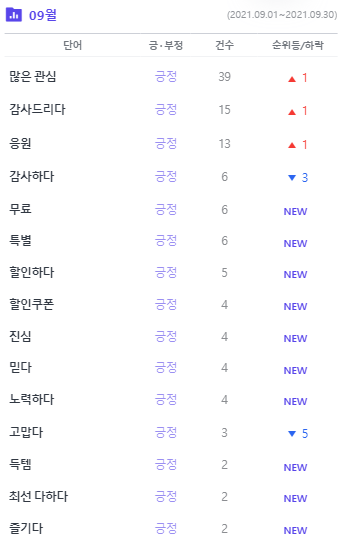 09월 (2021.09.01~2021.09.30)
단어 긍·부정 건수 순위등/하락
많은 관심 긍정 39 ▲ 1
감사드리다 긍정 15 ▲ 1
응원 긍정 13 ▲ 1
감사하다 긍정 6 ▼ 3
무료 긍정 6 NEW
특별 긍정 6 NEW
할인하다 긍정 5 NEW
할인쿠폰 긍정 4 NEW
진심 긍정 4 NEW
믿다 긍정 4 NEW
노력하다 긍정 4 NEW
고맙다 긍정 3 ▼ 5
득템 긍정 2 NEW
최선 다하다 긍정 2 NEW
즐기다 긍정 2 NEW